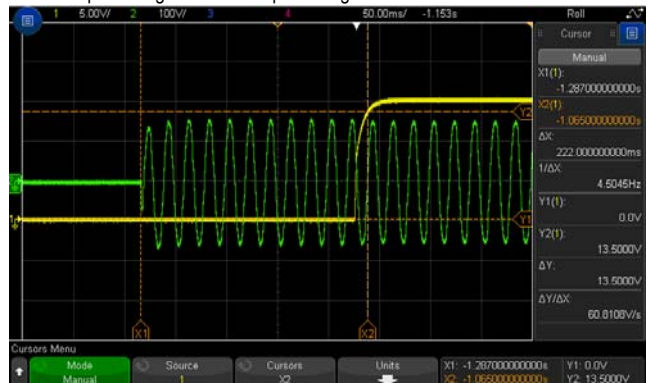 1 5.00V/ 2 100V/ 3 4 50.00ms/ -1.153s Roll
Cursor
Manual
X1(1):
-1.287000000000s
X2(1):
-1.065000000000s
ΔX:
222.000000000ms
1/ΔX:
4.5045Hz
Y1(1):
0.0V
Y2(1):
13.5000V
ΔY:
13.5000V
ΔY/ΔX:
60.8108V/s
Y2
Y1
X1 X2
Cursors Menu
Mode Source Cursors Units X1: -1.287000000000s Y1: 0.0V
Manual 1 X2 X2: -1.065000000000s Y2: 13.5000V